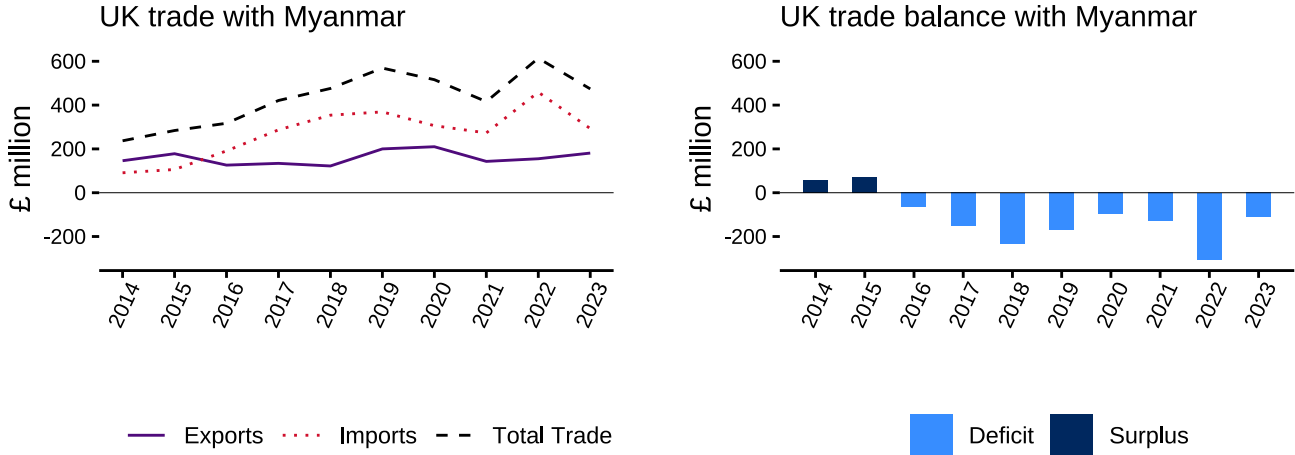 UK trade with Myanmar
£ million
600
400
200
0
-200
2014 2015 2016 2017 2018 2019 2020 2021 2022 2023
Exports Imports Total Trade
UK trade balance with Myanmar
£ million
600
400
200
0
-200
2014 2015 2016 2017 2018 2019 2020 2021 2022 2023
Deficit Surplus